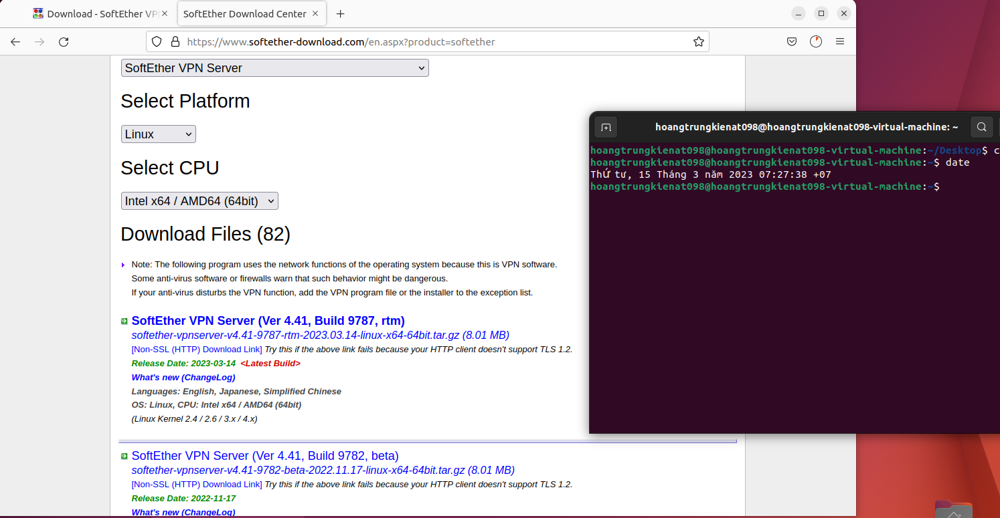 Download - SoftEther VP
SoftEther Download Center
https://www.softether-download.com/en.aspx?product=softether
SoftEther VPN Server
Select Platform
Linux
Select CPU
Intel x64 / AMD64 (64bit)
Download Files (82)
Note: The following program uses the network functions of the operating system because this is VPN software.
Some anti-virus software or firewalls warn that such behavior might be dangerous.
If your anti-virus disturbs the VPN function, add the VPN program file or the installer to the exception list.
SoftEther VPN Server (Ver 4.41, Build 9787, rtm)
softether-vpnserver-v4.41-9787-rtm-2023.03.14-linux-x64-64bit.tar.gz (8.01 MB)
[Non-SSL (HTTP) Download Link] Try this if the above link fails because your HTTP client doesn't support TLS 1.2.
Release Date: 2023-03-14 <Latest Build>
What's new (ChangeLog)
Languages: English, Japanese, Simplified Chinese
OS: Linux, CPU: Intel x64 / AMD64 (64bit)
(Linux Kernel 2.4 / 2.6 / 3.x / 4.x)
SoftEther VPN Server (Ver 4.41, Build 9782, beta)
softether-vpnserver-v4.41-9782-beta-2022.11.17-linux-x64-64bit.tar.gz (8.01 MB)
[Non-SSL (HTTP) Download Link] Try this if the above link fails because your HTTP client doesn't support TLS 1.2.
Release Date: 2022-11-17
What's new (ChangeLog)
hoangtrungkienat098@hoangtrungkienat098-virtual-machine: ~
hoangtrungkienat098@hoangtrungkienat098-virtual-machine:~/Desktop$ c
hoangtrungkienat098@hoangtrungkienat098-virtual-machine:~$ date
Thứ tư, 15 Tháng 3 năm 2023 07:27:38 +07
hoangtrungkienat098@hoangtrungkienat098-virtual-machine:~$